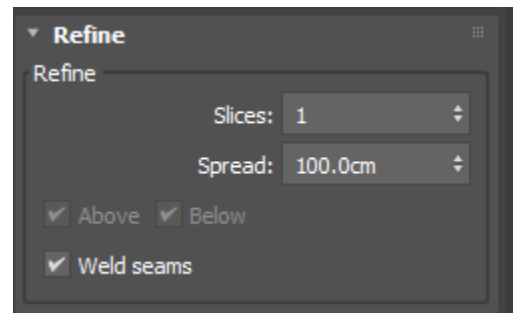 Refine
Refine
Slices: 1
Spread: 100.0cm
Above Below
Weld seams